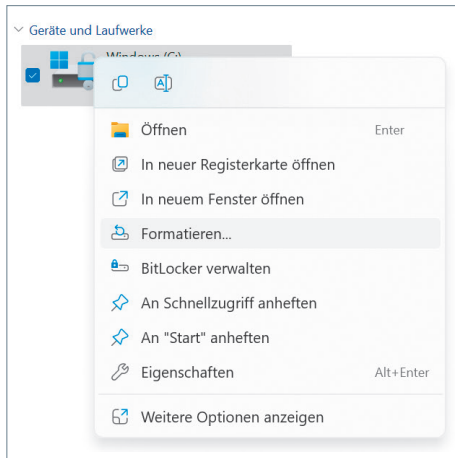 Geräte und Laufwerke
Windows (C:)
Öffnen Enter
In neuer Registerkarte öffnen
In neuem Fenster öffnen
Formatieren...
BitLocker verwalten
An Schnellzugriff anheften
An "Start" anheften
Eigenschaften Alt+Enter
Weitere Optionen anzeigen